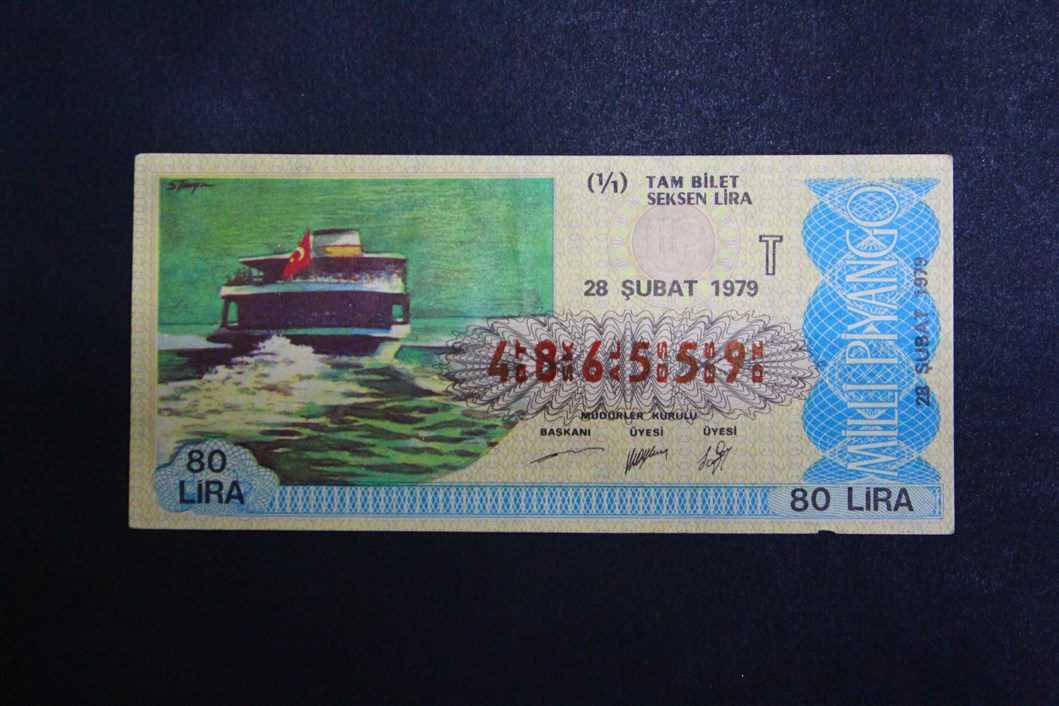 (1/1) TAM BİLET
SEKSEN LİRA
T
28 ŞUBAT 1979
486559
MÜDÜRLER KURULU
BAŞKANI ÜYESİ ÜYESİ
80
LİRA
80 LİRA
MİLLİ PİYANGO
28 ŞUBAT 1979